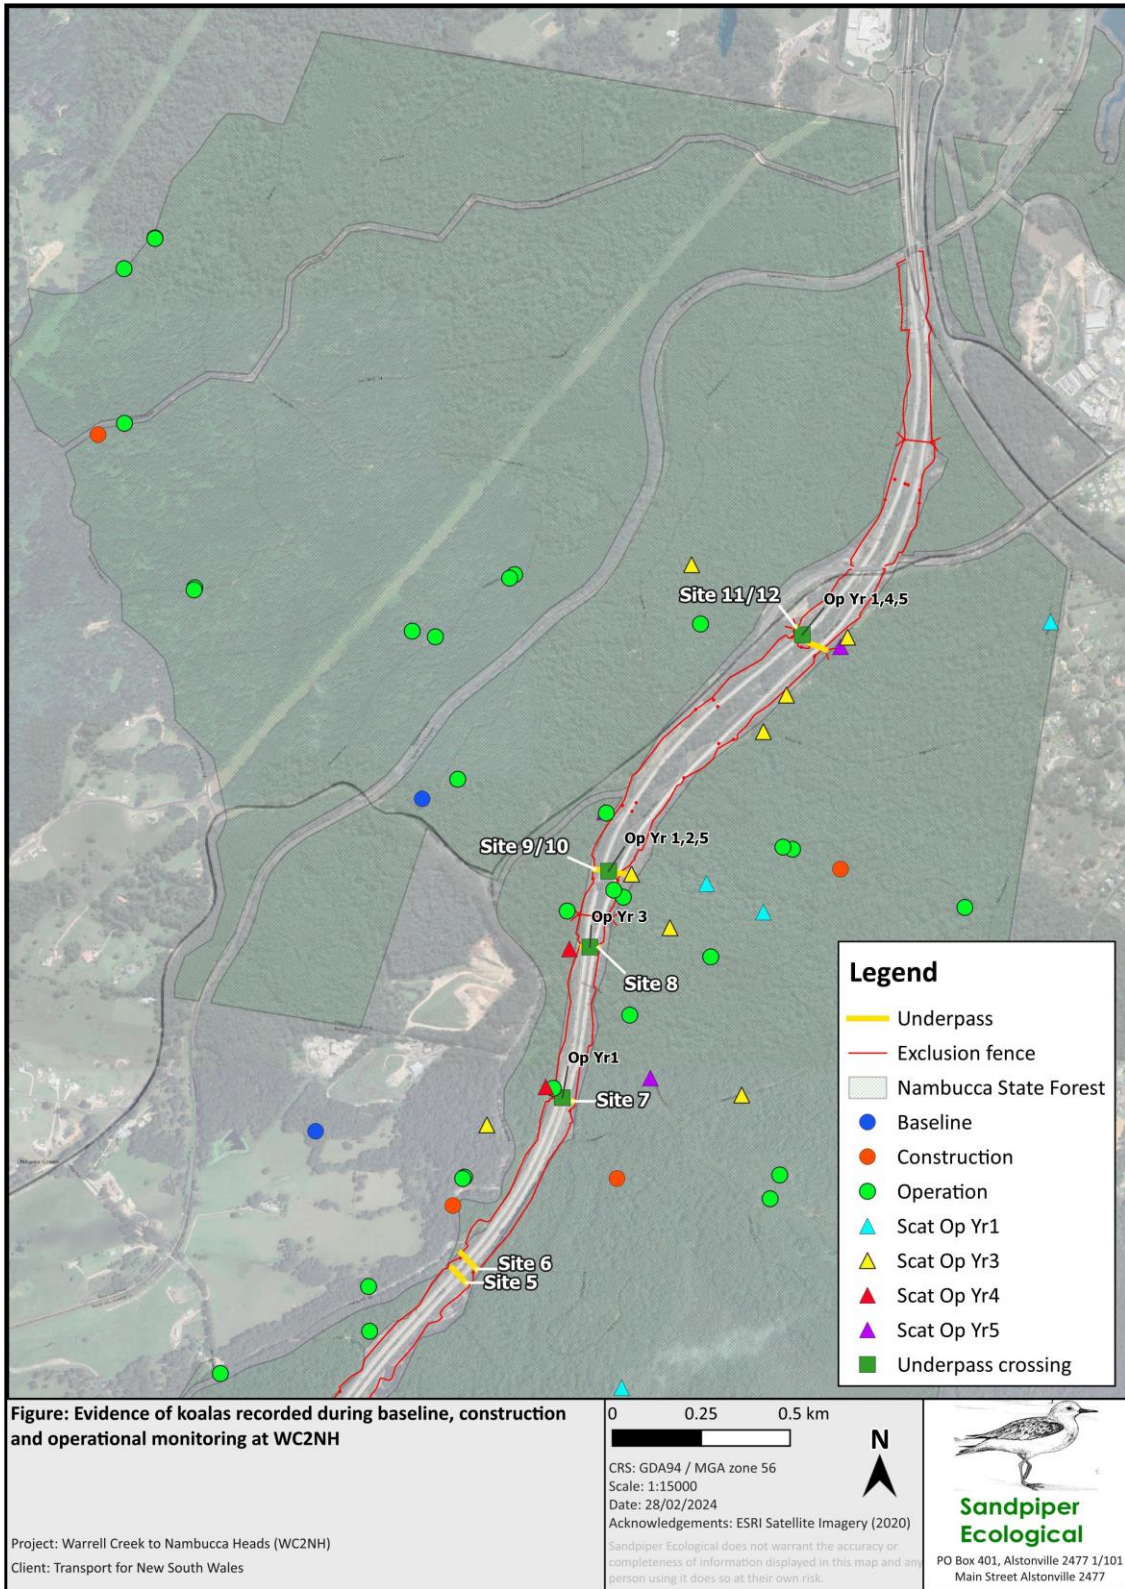 Site 11/12
Op Yr 1,4,5
Site 9/10
Op Yr 1,2,5
Op Yr 3
Site 8
Op Yr1
Site 7
Site 6
Site 5
Legend
Underpass
Exclusion fence
Nambucca State Forest
Baseline
Construction
Operation
Scat Op Yr1
Scat Op Yr3
Scat Op Yr4
Scat Op Yr5
Underpass crossing
Figure: Evidence of koalas recorded during baseline, construction
and operational monitoring at WC2NH
Project: Warrell Creek to Nambucca Heads (WC2NH)
Client: Transport for New South Wales
0 0.25 0.5 km
N
CRS: GDA94 / MGA zone 56
Scale: 1:15000
Date: 28/02/2024
Acknowledgements: ESRI Satellite Imagery (2020)
Sandpiper Ecological does not warrant the accuracy or
completeness of information displayed in this map and any
person using it does so at their own risk.
Sandpiper
Ecological
PO Box 401, Alstonville 2477 1/101
Main Street Alstonville 2477